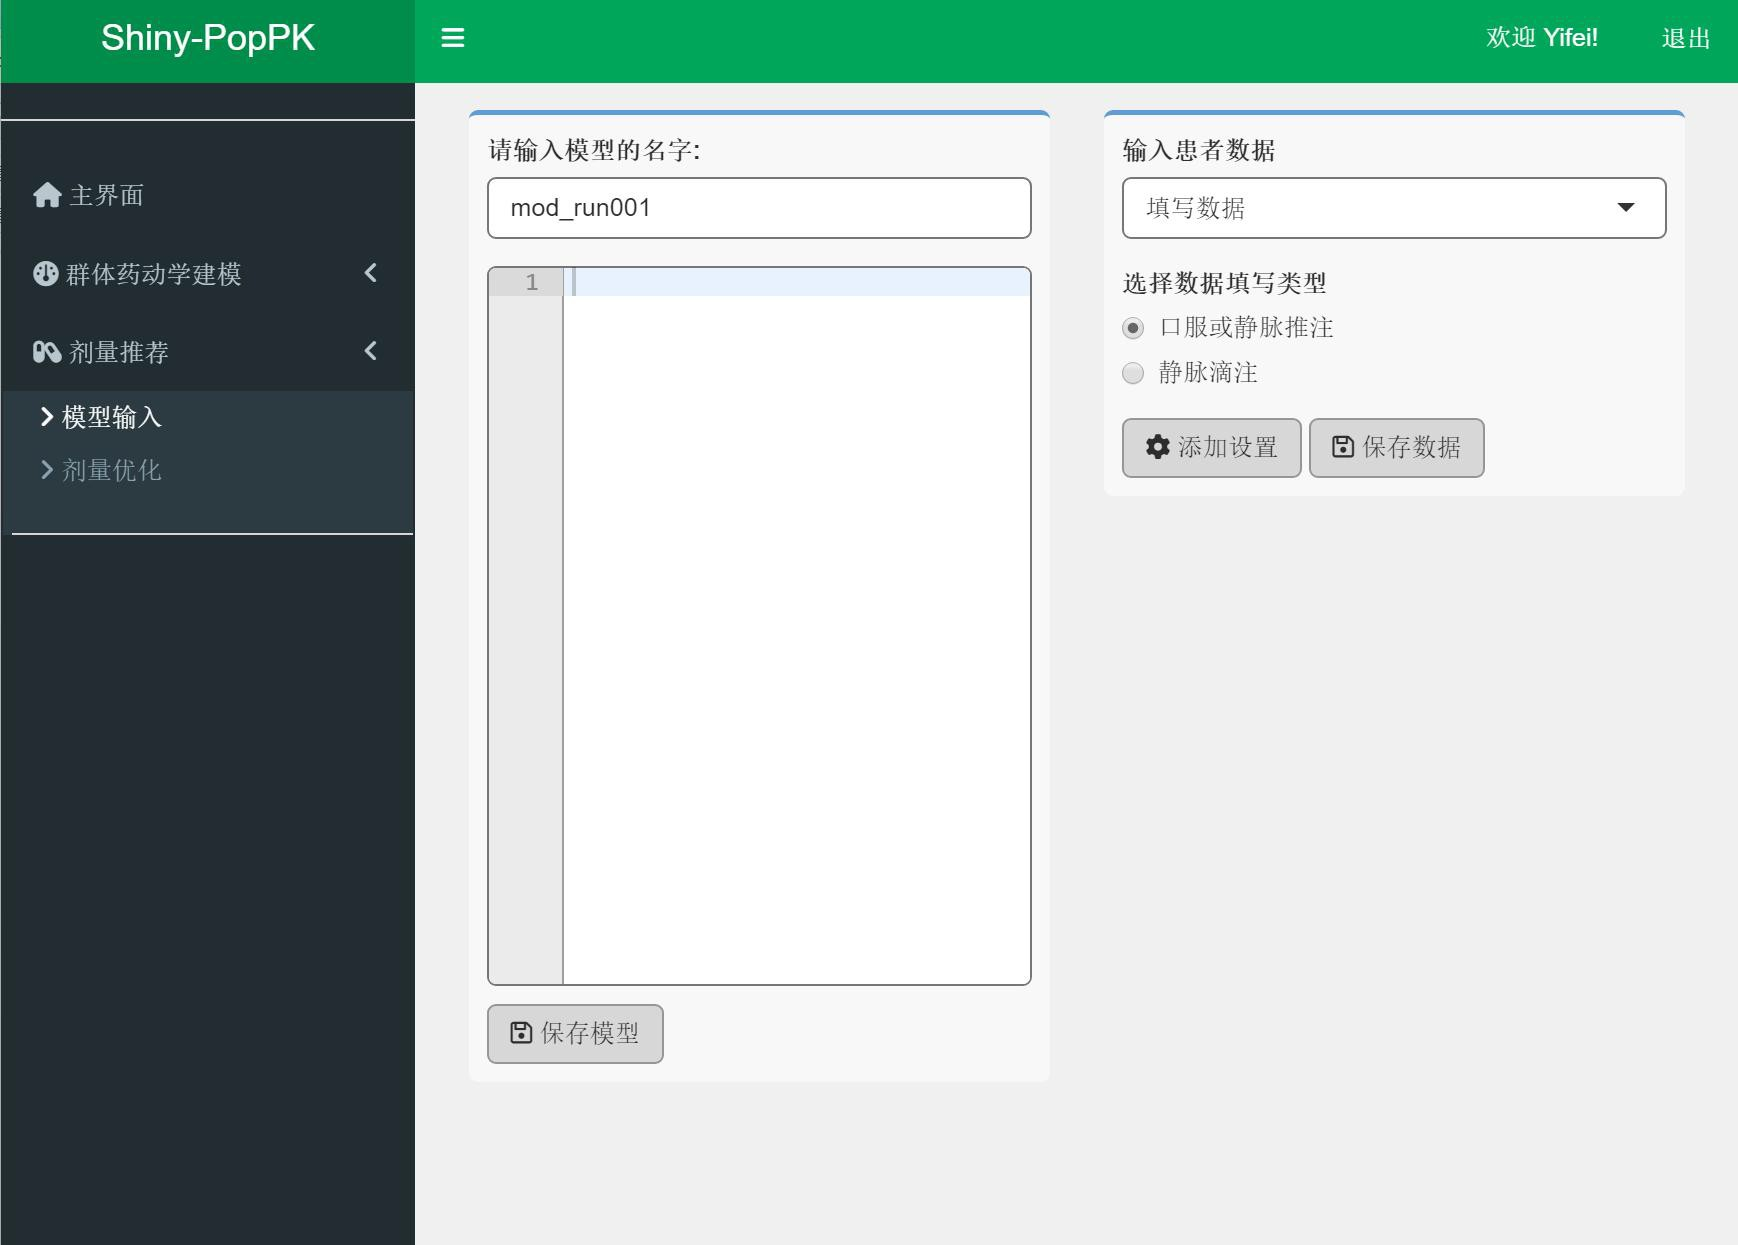 Shiny-PopPK
欢迎 Yifei!
退出
主界面
群体药动学建模
剂量推荐
模型输入
剂量优化
请输入模型的名字:
mod_run001
1
保存模型
输入患者数据
填写数据
选择数据填写类型
口服或静脉推注
静脉滴注
添加设置
保存数据